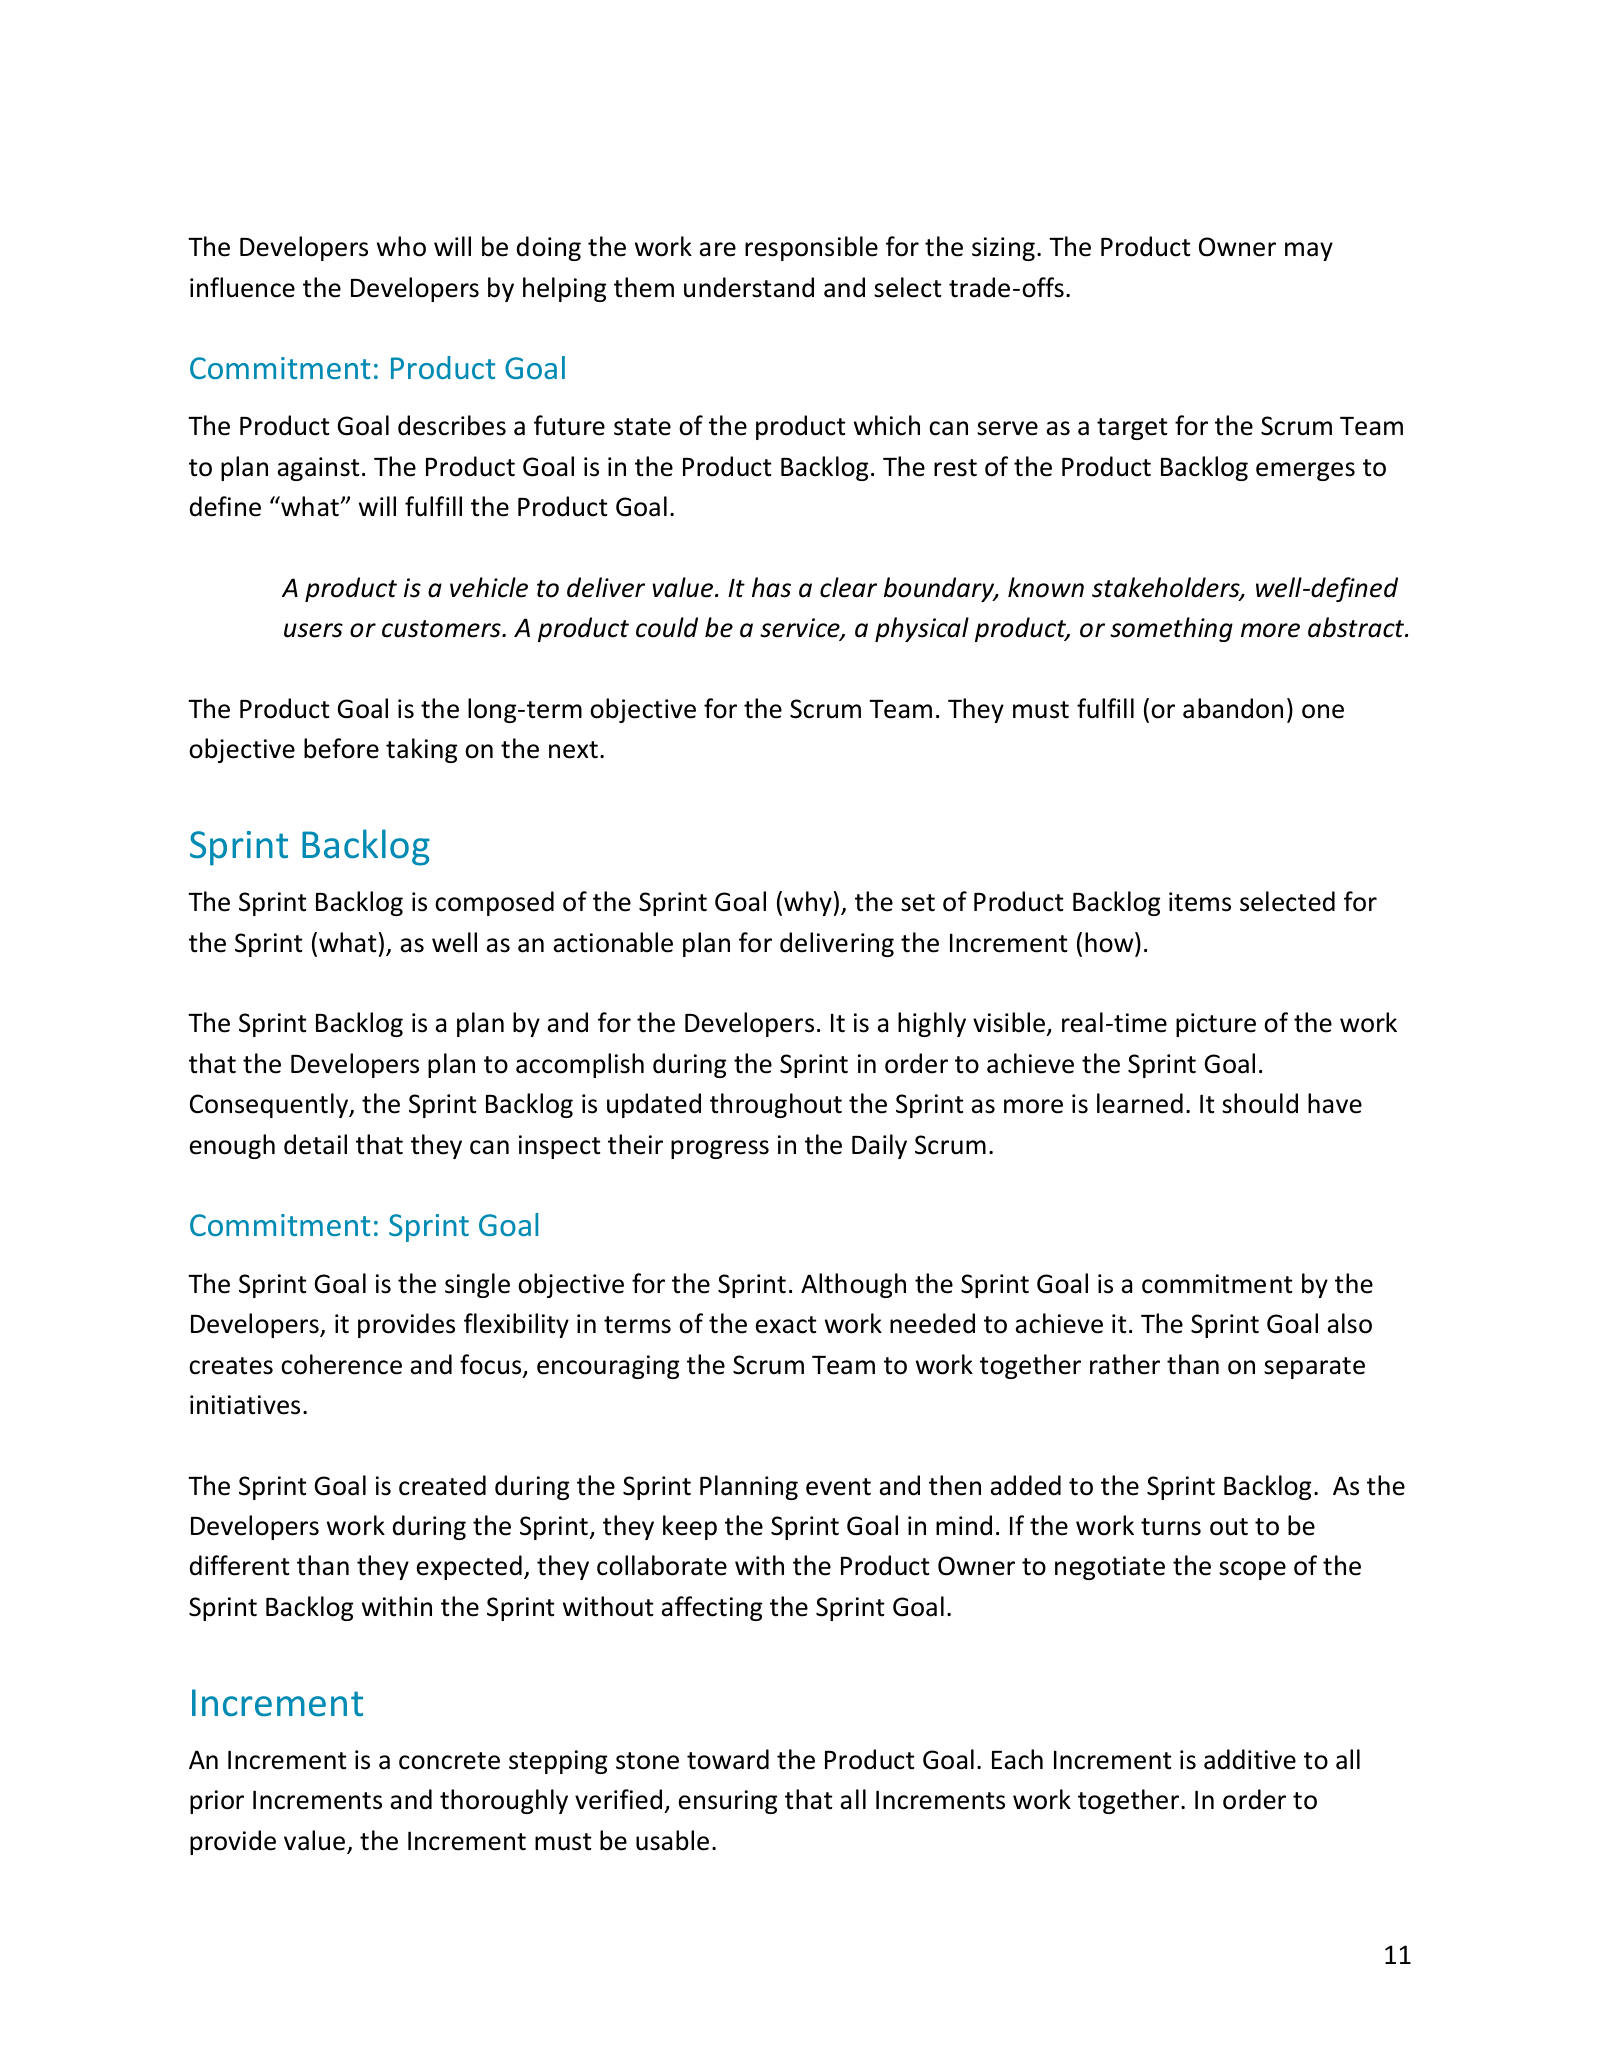 The Developers who will be doing the work are responsible for the sizing. The Product Owner may
influence the Developers by helping them understand and select trade-offs.
Commitment: Product Goal
The Product Goal describes a future state of the product which can serve as a target for the Scrum Team
to plan against. The Product Goal is in the Product Backlog. The rest of the Product Backlog emerges to
define “what” will fulfill the Product Goal.
A product is a vehicle to deliver value. It has a clear boundary, known stakeholders, well-defined
users or customers. A product could be a service, a physical product, or something more abstract.
The Product Goal is the long-term objective for the Scrum Team. They must fulfill (or abandon) one
objective before taking on the next.
Sprint Backlog
The Sprint Backlog is composed of the Sprint Goal (why), the set of Product Backlog items selected for
the Sprint (what), as well as an actionable plan for delivering the Increment (how).
The Sprint Backlog is a plan by and for the Developers. It is a highly visible, real-time picture of the work
that the Developers plan to accomplish during the Sprint in order to achieve the Sprint Goal.
Consequently, the Sprint Backlog is updated throughout the Sprint as more is learned. It should have
enough detail that they can inspect their progress in the Daily Scrum.
Commitment: Sprint Goal
The Sprint Goal is the single objective for the Sprint. Although the Sprint Goal is a commitment by the
Developers, it provides flexibility in terms of the exact work needed to achieve it. The Sprint Goal also
creates coherence and focus, encouraging the Scrum Team to work together rather than on separate
initiatives.
The Sprint Goal is created during the Sprint Planning event and then added to the Sprint Backlog.  As the
Developers work during the Sprint, they keep the Sprint Goal in mind. If the work turns out to be
different than they expected, they collaborate with the Product Owner to negotiate the scope of the
Sprint Backlog within the Sprint without affecting the Sprint Goal.
Increment
An Increment is a concrete stepping stone toward the Product Goal. Each Increment is additive to all
prior Increments and thoroughly verified, ensuring that all Increments work together. In order to
provide value, the Increment must be usable.
11